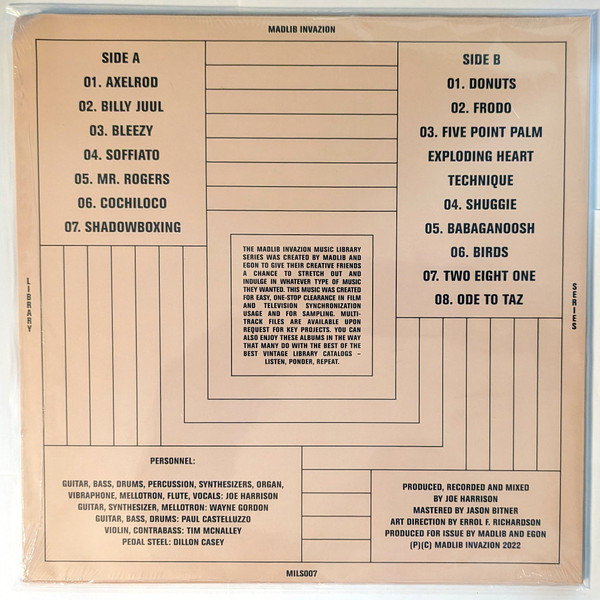 MADLIB INVAZION
SIDE A
01. AXELROD
02. BILLY JUUL
03. BLEEZY
04. SOFFIATO
05. MR. ROGERS
06. COCHILOCO
07. SHADOWBOXING
SIDE B
01. DONUTS
02. FRODO
03. FIVE POINT PALM
EXPLODING HEART
TECHNIQUE
04. SHUGGIE
05. BABAGANOOSH
06. BIRDS
07. TWO EIGHT ONE
08. ODE TO TAZ
THE MADLIB INVAZION MUSIC LIBRARY
SERIES WAS CREATED BY MADLIB AND
EGON TO GIVE THEIR CREATIVE FRIENDS
A CHANCE TO STRETCH OUT AND
INDULGE IN WHATEVER TYPE OF MUSIC
THEY WANTED. THIS MUSIC WAS CREATED
FOR EASY, ONE-STOP CLEARANCE IN FILM
AND TELEVISION SYNCHRONIZATION
USAGE AND FOR SAMPLING. MULTI-
TRACK FILES ARE AVAILABLE UPON
REQUEST FOR KEY PROJECTS. YOU CAN
ALSO ENJOY THESE ALBUMS IN THE WAY
THAT MANY DO WITH THE BEST OF THE
BEST VINTAGE LIBRARY CATALOGS –
LISTEN, PONDER, REPEAT.
LIBRARY
SERIES
PERSONNEL:
GUITAR, BASS, DRUMS, PERCUSSION, SYNTHESIZERS, ORGAN,
VIBRAPHONE, MELLOTRON, FLUTE, VOCALS: JOE HARRISON
GUITAR, SYNTHESIZER, MELLOTRON: WAYNE GORDON
GUITAR, BASS, DRUMS: PAUL CASTELLUZZO
VIOLIN, CONTRABASS: TIM MCNALLEY
PEDAL STEEL: DILLON CASEY
PRODUCED, RECORDED AND MIXED
BY JOE HARRISON
MASTERED BY JASON BITNER
ART DIRECTION BY ERROL F. RICHARDSON
PRODUCED FOR ISSUE BY MADLIB AND EGON
(P)(C) MADLIB INVAZION 2022
MILS007